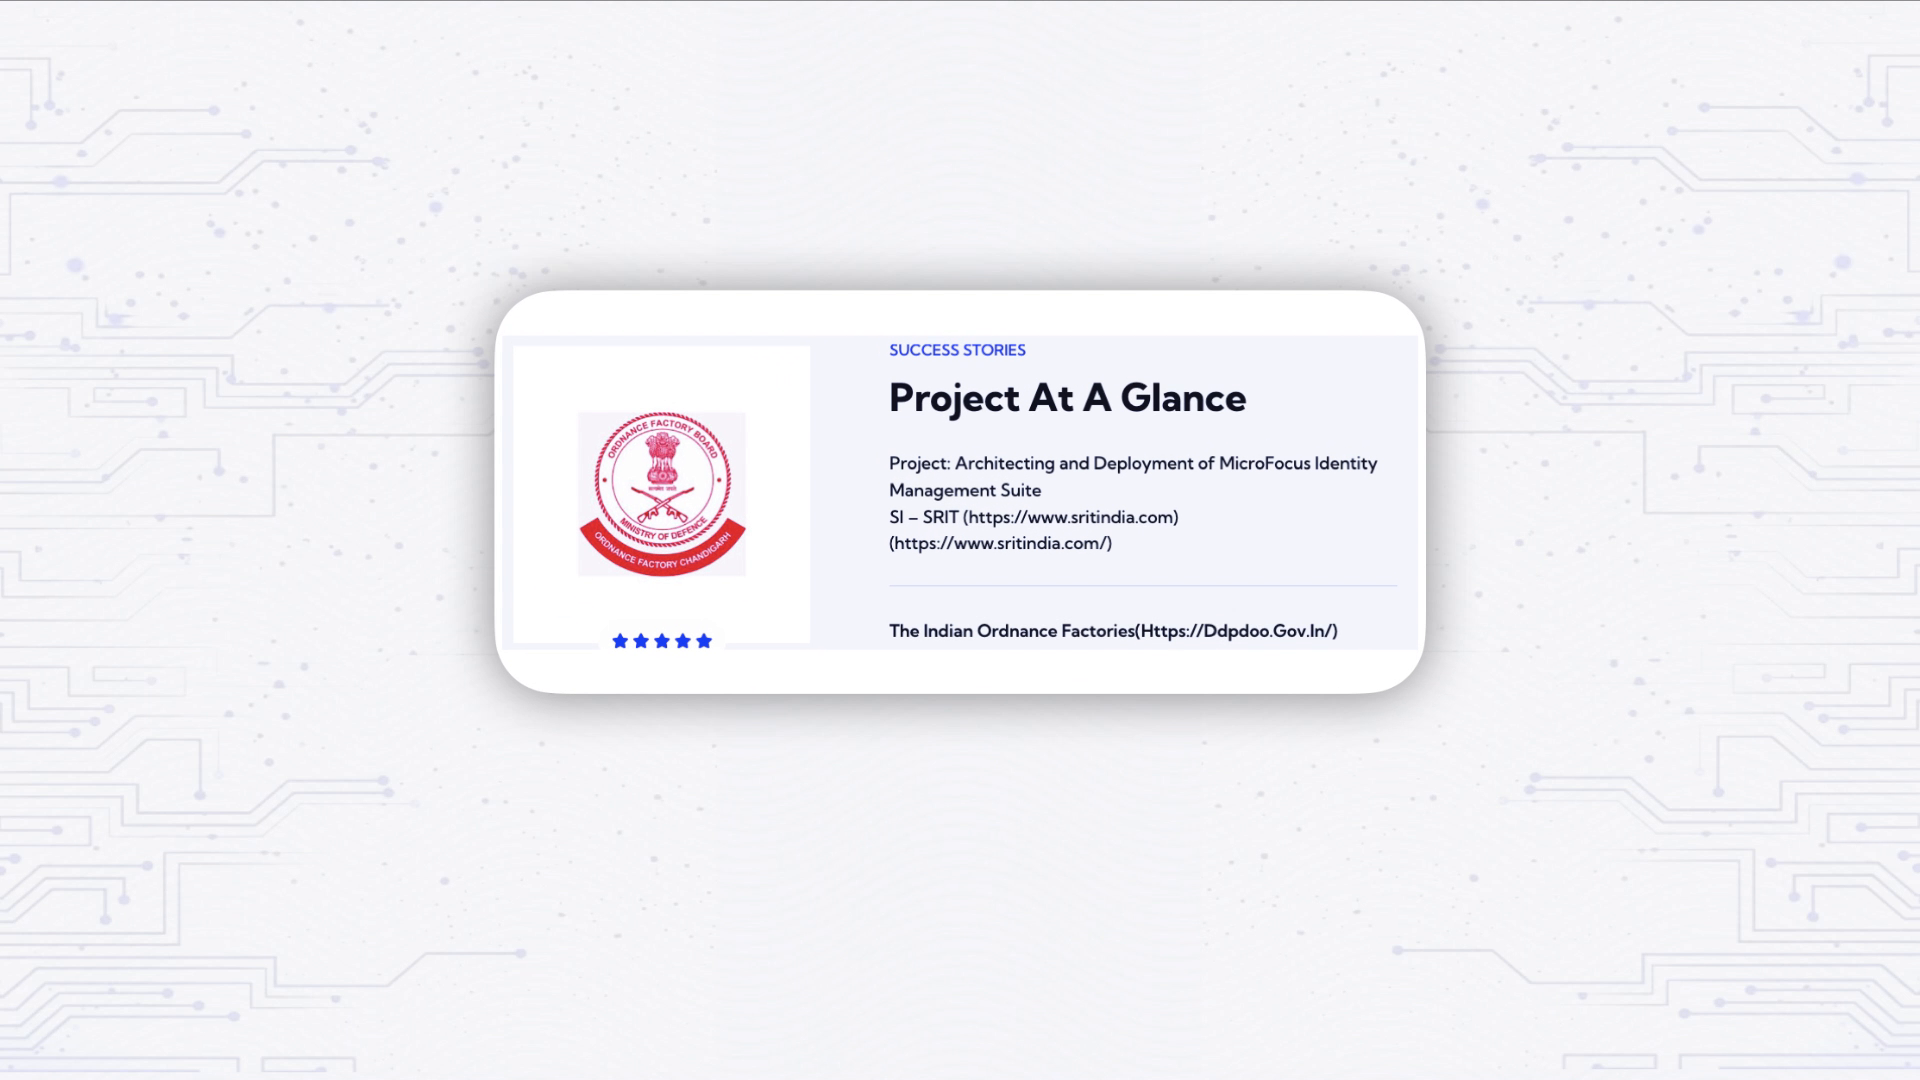 SUCCESS STORIES
Project At A Glance
ORDNANCE FACTORY BOARD
MINISTRY OF DEFENCE
ORDNANCE FACTORY CHANDIGARH
Project: Architecting and Deployment of MicroFocus Identity
Management Suite
SI – SRIT (https://www.sritindia.com)
(https://www.sritindia.com/)
The Indian Ordnance Factories(Https://Ddpdoo.Gov.In/)